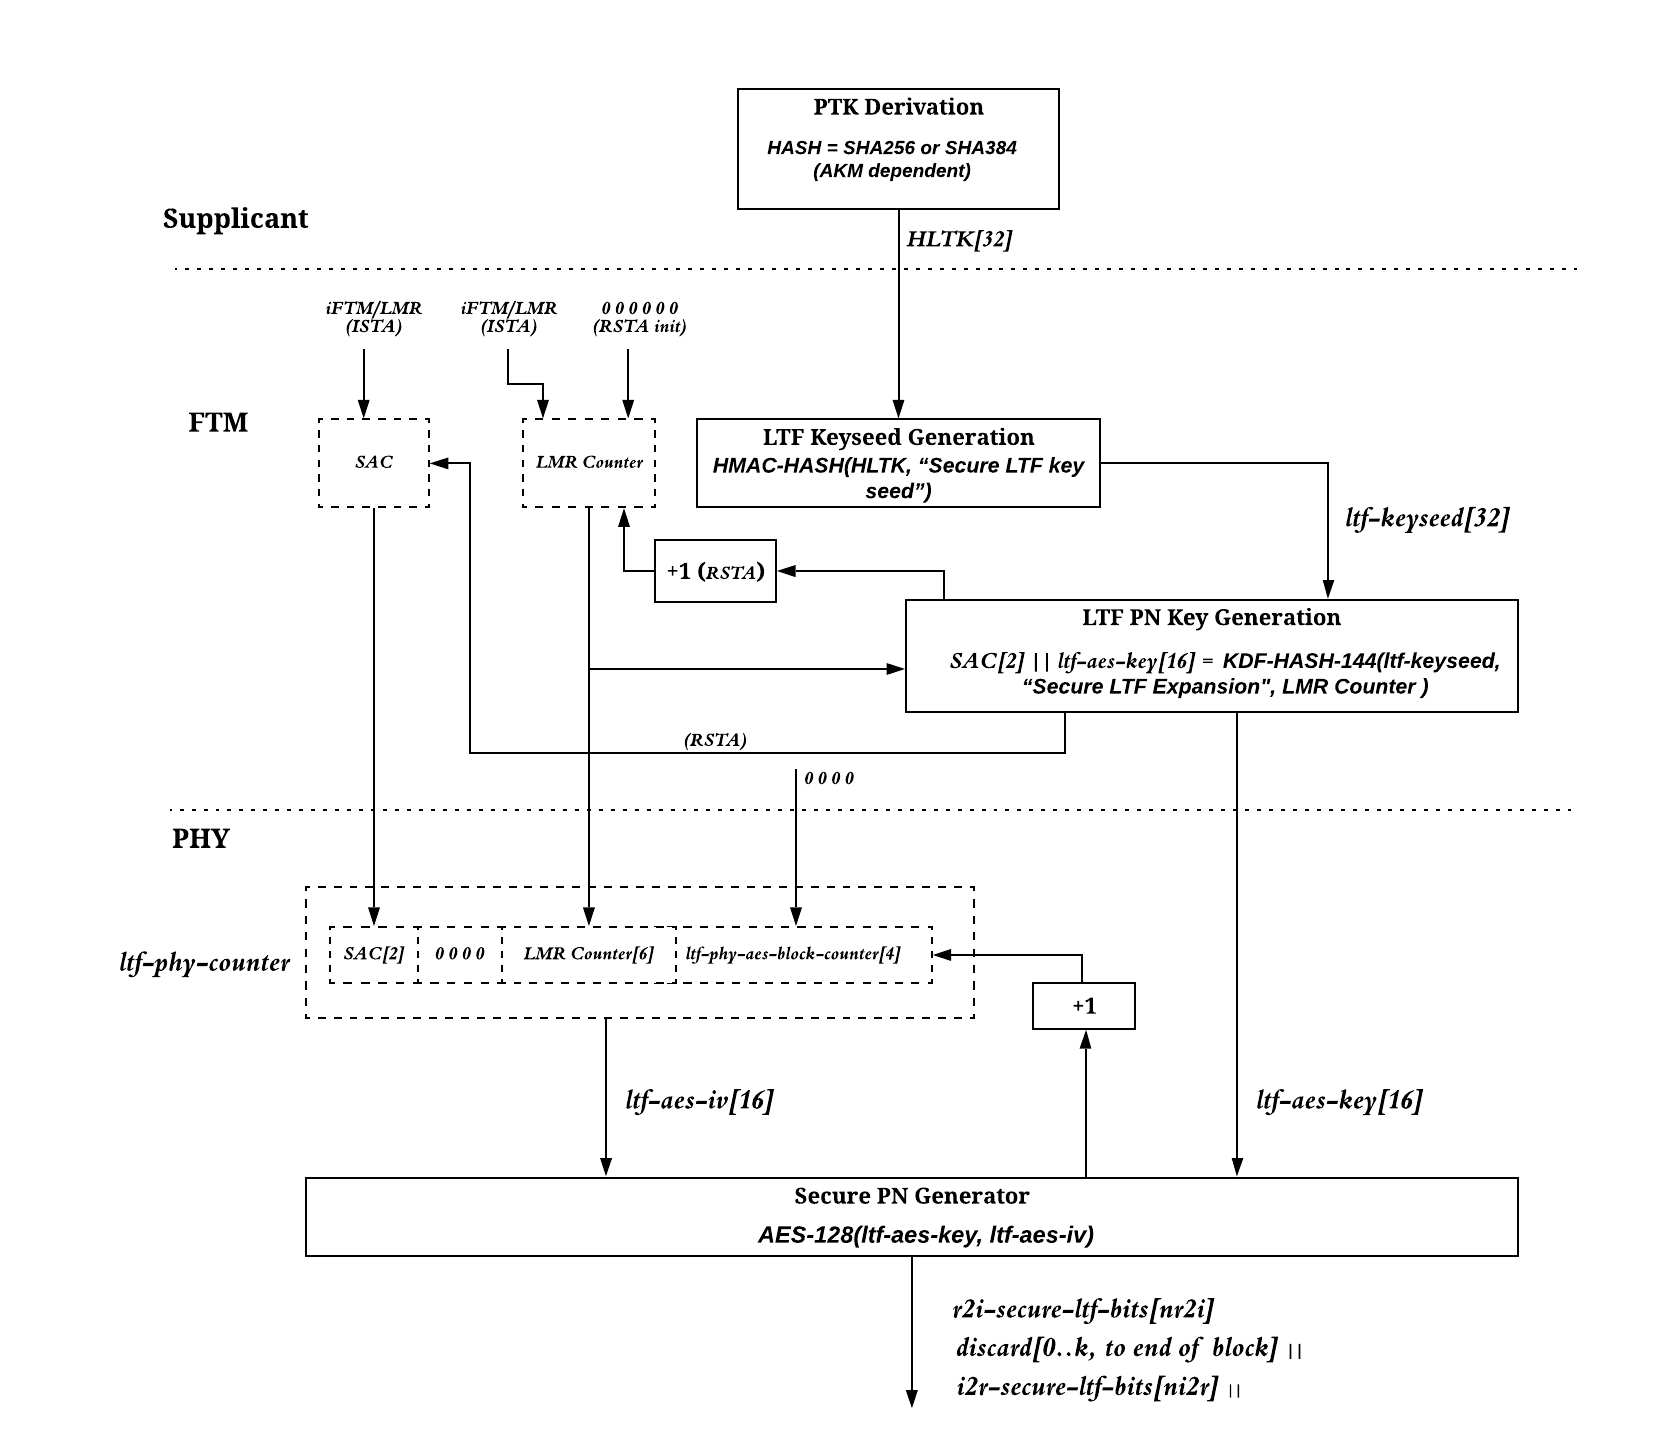 PTK Derivation
HASH = SHA256 or SHA384
(AKM dependent)
Supplicant
HLTK[32]
iFTM/LMR
(ISTA)
iFTM/LMR
(ISTA)
0 0 0 0 0 0
(RSTA init)
FTM
SAC
LMR Counter
LTF Keyseed Generation
HMAC-HASH(HLTK, “Secure LTF key
seed”)
ltf-keyseed[32]
+1 (RSTA)
LTF PN Key Generation
SAC[2] || ltf-aes-key[16] = KDF-HASH-144(ltf-keyseed,
“Secure LTF Expansion", LMR Counter )
(RSTA)
0 0 0 0
PHY
ltf-phy-counter
SAC[2]
0 0 0 0
LMR Counter[6]
ltf-phy-aes-block-counter[4]
+1
ltf-aes-iv[16]
ltf-aes-key[16]
Secure PN Generator
AES-128(ltf-aes-key, ltf-aes-iv)
r2i-secure-ltf-bits[nr2i]
discard[0..k, to end of block] ||
i2r-secure-ltf-bits[ni2r] ||